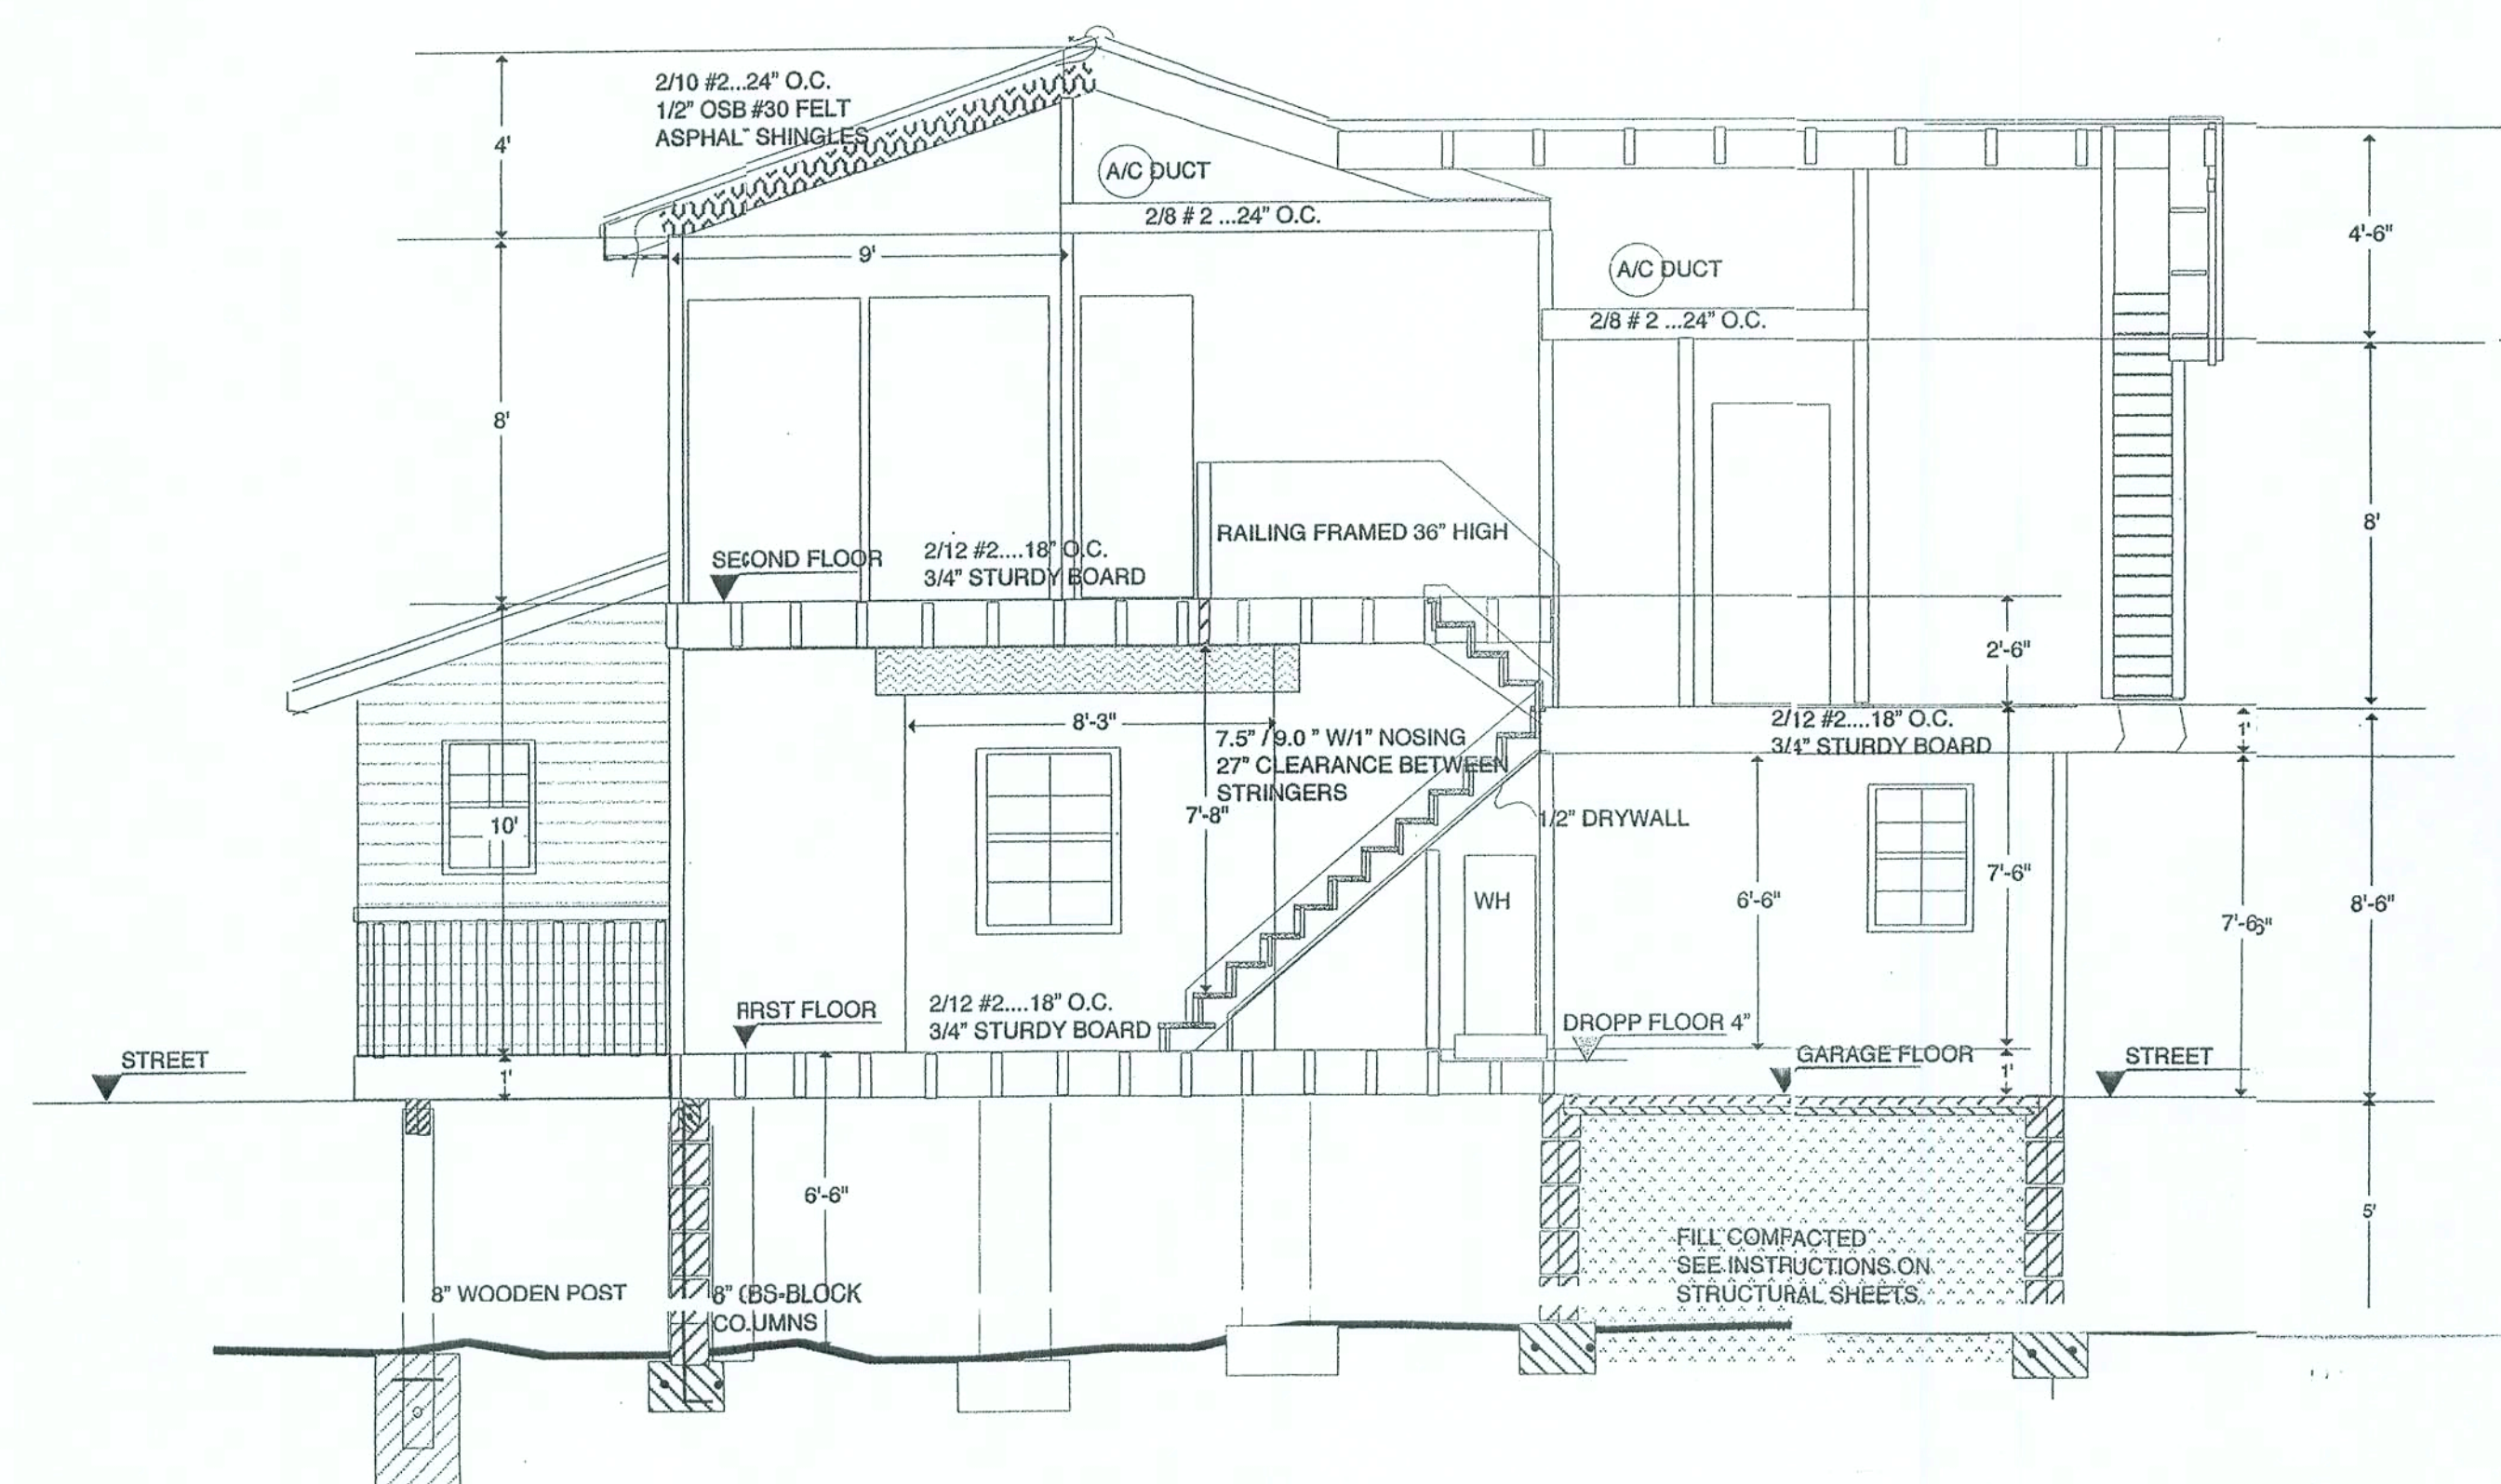 2/10 #2...24" O.C.
1/2" OSB #30 FELT
ASPHAL SHINGLES
4'
A/C DUCT
2/8 # 2 ...24" O.C.
9'
4'-6"
A/C DUCT
2/8 # 2 ...24" O.C.
8'
8'
RAILING FRAMED 36" HIGH
SECOND FLOOR
2/12 #2....18" O.C.
3/4" STURDY BOARD
2'-6"
8'-3"
2/12 #2....18" O.C.
3/4" STURDY BOARD
1'
7.5" / 9.0 " W/1" NOSING
27" CLEARANCE BETWEEN
STRINGERS
7'-8"
1/2" DRYWALL
10'
7'-6"
6'-6"
WH
8'-6"
7'-6"
FIRST FLOOR
2/12 #2....18" O.C.
3/4" STURDY BOARD
DROPP FLOOR 4"
STREET
GARAGE FLOOR
STREET
1'
1'
6'-6"
5'
FILL COMPACTED
SEE INSTRUCTIONS ON
STRUCTURAL SHEETS
8" WOODEN POST
8" CBS-BLOCK
COLUMNS